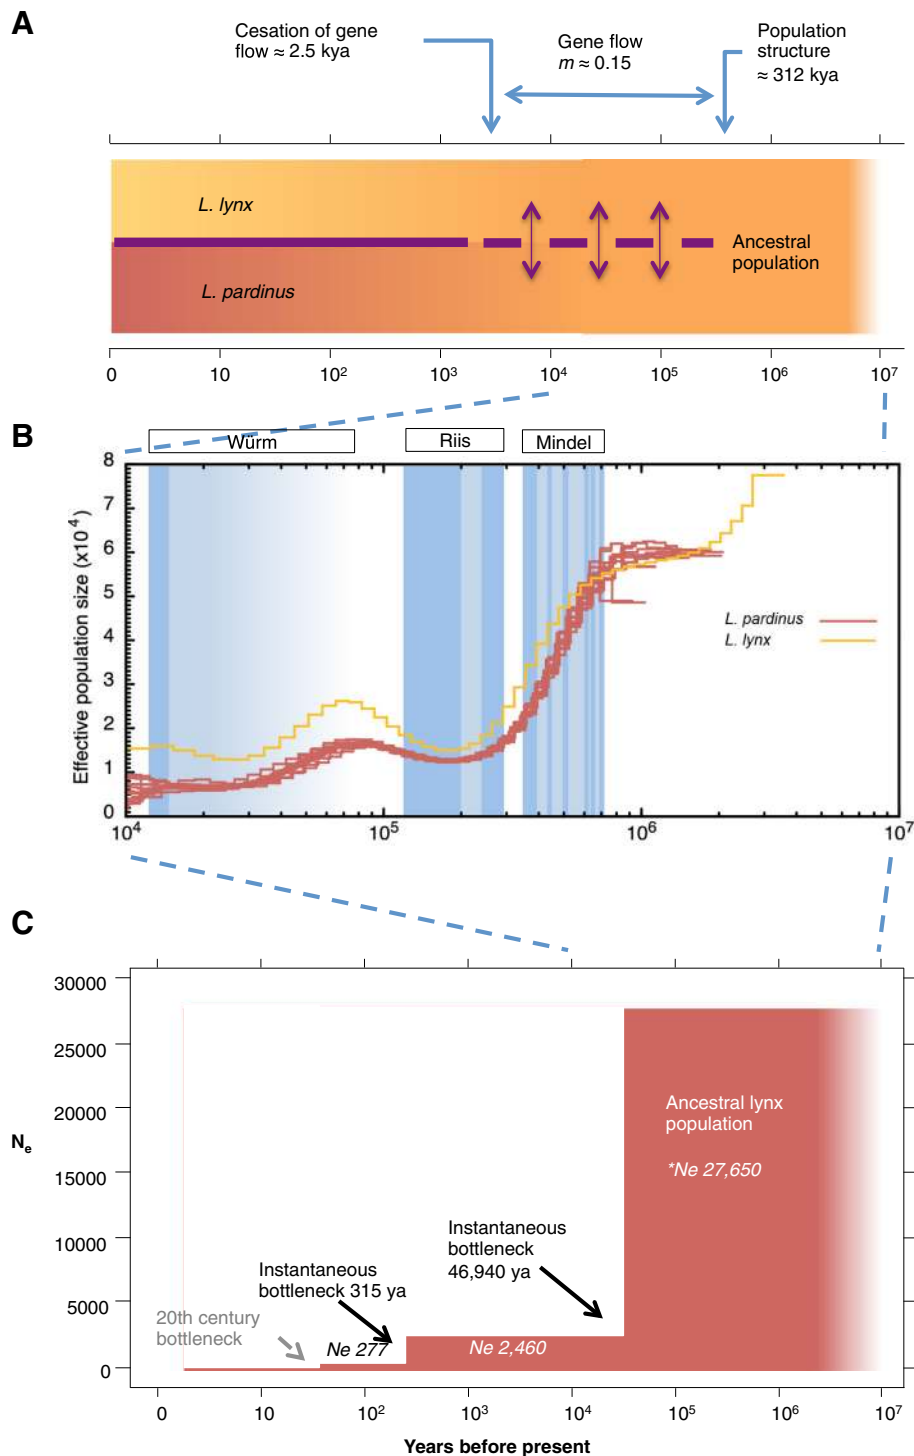 A
Cesation of gene
flow ≈ 2.5 kya
Gene flow
m ≈ 0.15
Population
structure
≈ 312 kya
L. lynx
L. pardinus
Ancestral
population
0 10 10² 10³ 10⁴ 10⁵ 10⁶ 10⁷
B
Würm Riis Mindel
8
7
6
5
4
3
2
1
0
Effective population size (x10⁴)
L. pardinus
L. lynx
10⁴ 10⁵ 10⁶ 10⁷
C
30000
25000
20000
15000
10000
5000
0
Nₑ
Ancestral lynx
population
*Ne 27,650
Instantaneous
bottleneck
46,940 ya
Instantaneous
bottleneck 315 ya
20th century
bottleneck
Ne 277
Ne 2,460
0 10 10² 10³ 10⁴ 10⁵ 10⁶ 10⁷
Years before present